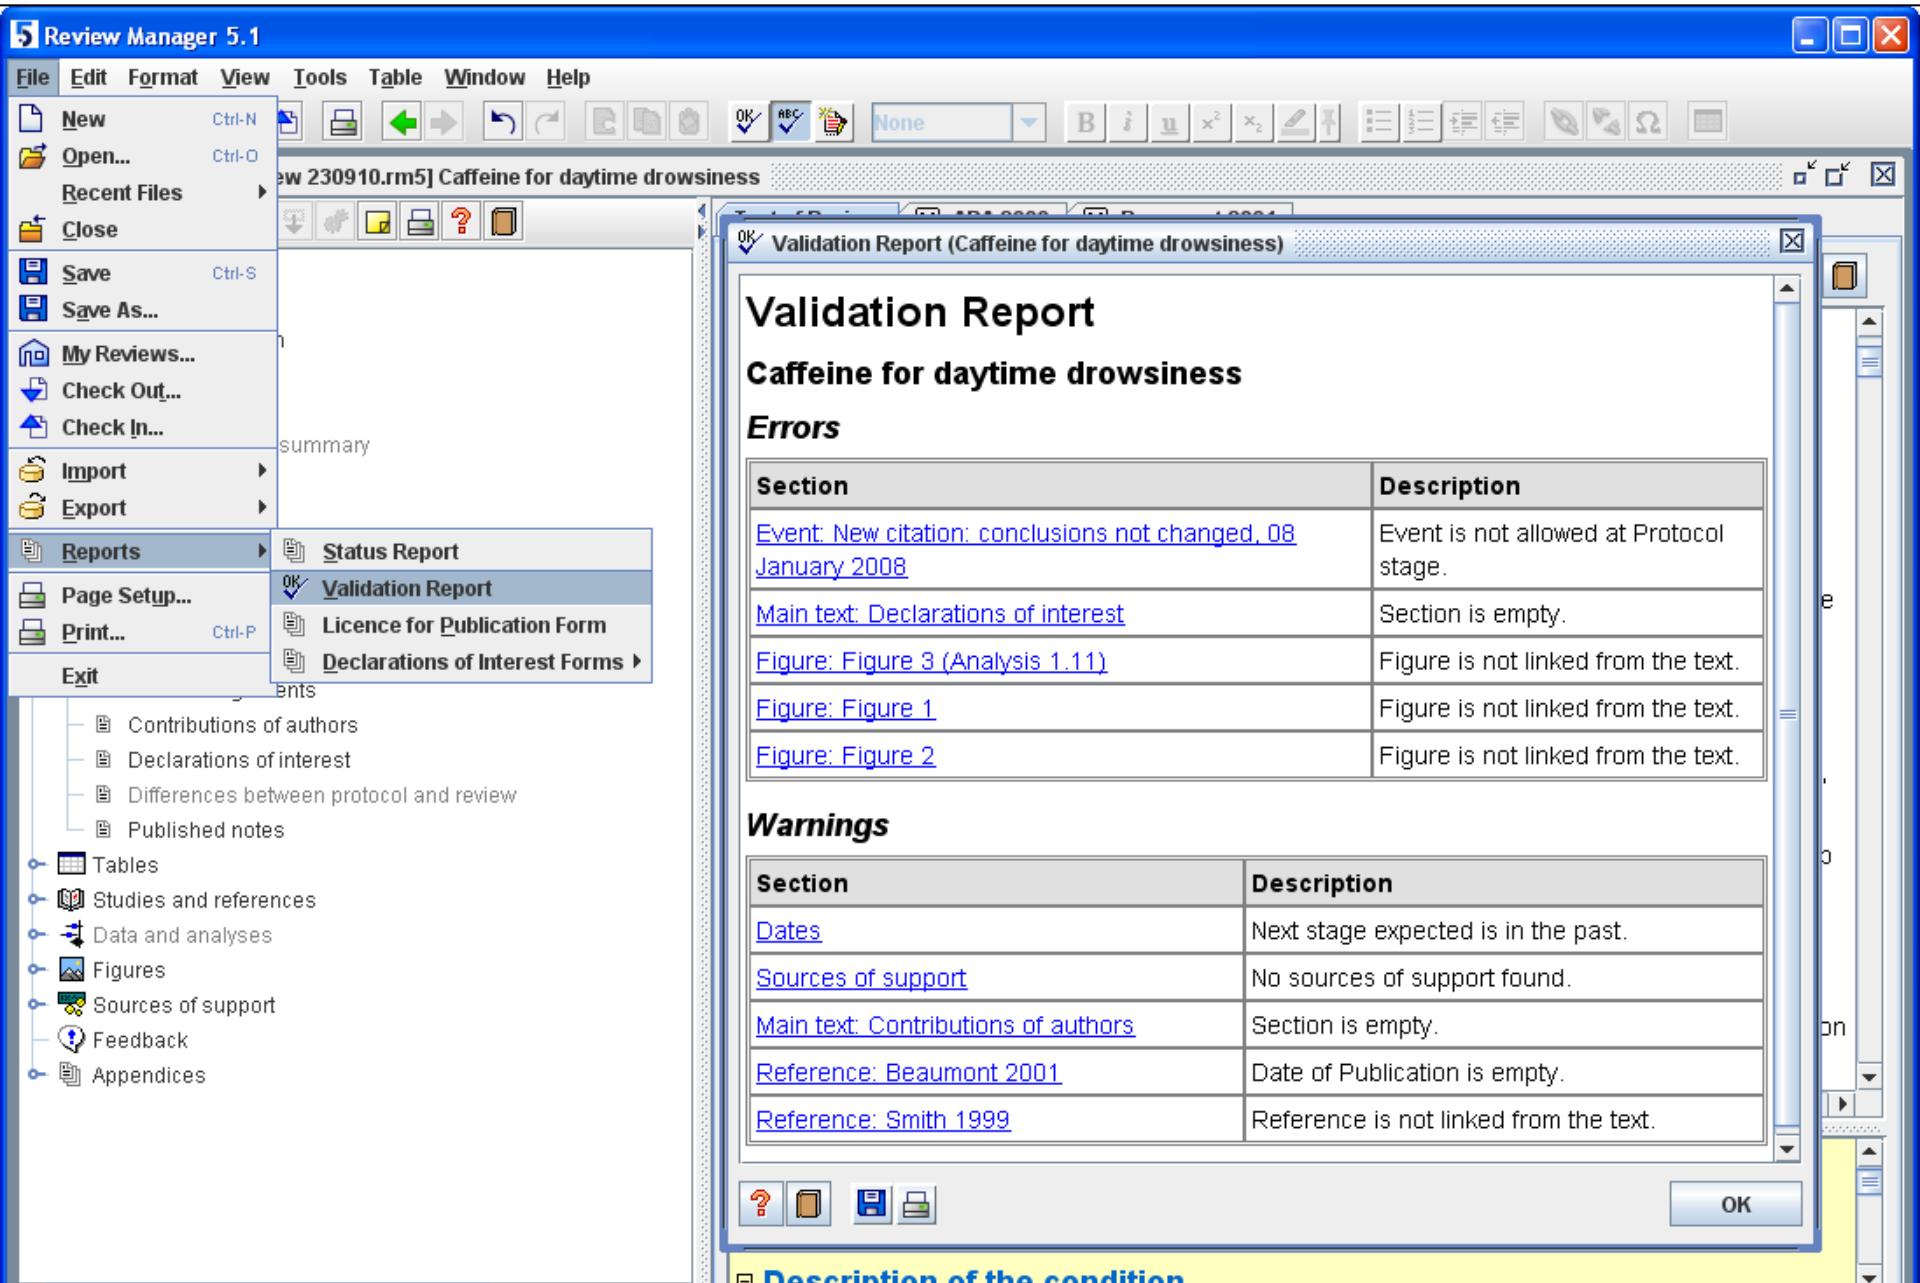 Review Manager 5.1
File Edit Format View Tools Table Window Help
New Ctrl-N
Open... Ctrl-O
Recent Files
Close
Save Ctrl-S
Save As...
My Reviews...
Check Out...
Check In...
Import
Export
Reports
Page Setup...
Print... Ctrl-P
Exit
Status Report
Validation Report
Licence for Publication Form
Declarations of Interest Forms
None
ew 230910.rm5] Caffeine for daytime drowsiness
summary
ents
Contributions of authors
Declarations of interest
Differences between protocol and review
Published notes
Tables
Studies and references
Data and analyses
Figures
Sources of support
Feedback
Appendices
Validation Report (Caffeine for daytime drowsiness)
Validation Report
Caffeine for daytime drowsiness
Errors
Section Description
Event: New citation: conclusions not changed, 08 January 2008 Event is not allowed at Protocol stage.
Main text: Declarations of interest Section is empty.
Figure: Figure 3 (Analysis 1.11) Figure is not linked from the text.
Figure: Figure 1 Figure is not linked from the text.
Figure: Figure 2 Figure is not linked from the text.
Warnings
Section Description
Dates Next stage expected is in the past.
Sources of support No sources of support found.
Main text: Contributions of authors Section is empty.
Reference: Beaumont 2001 Date of Publication is empty.
Reference: Smith 1999 Reference is not linked from the text.
OK
Description of the condition